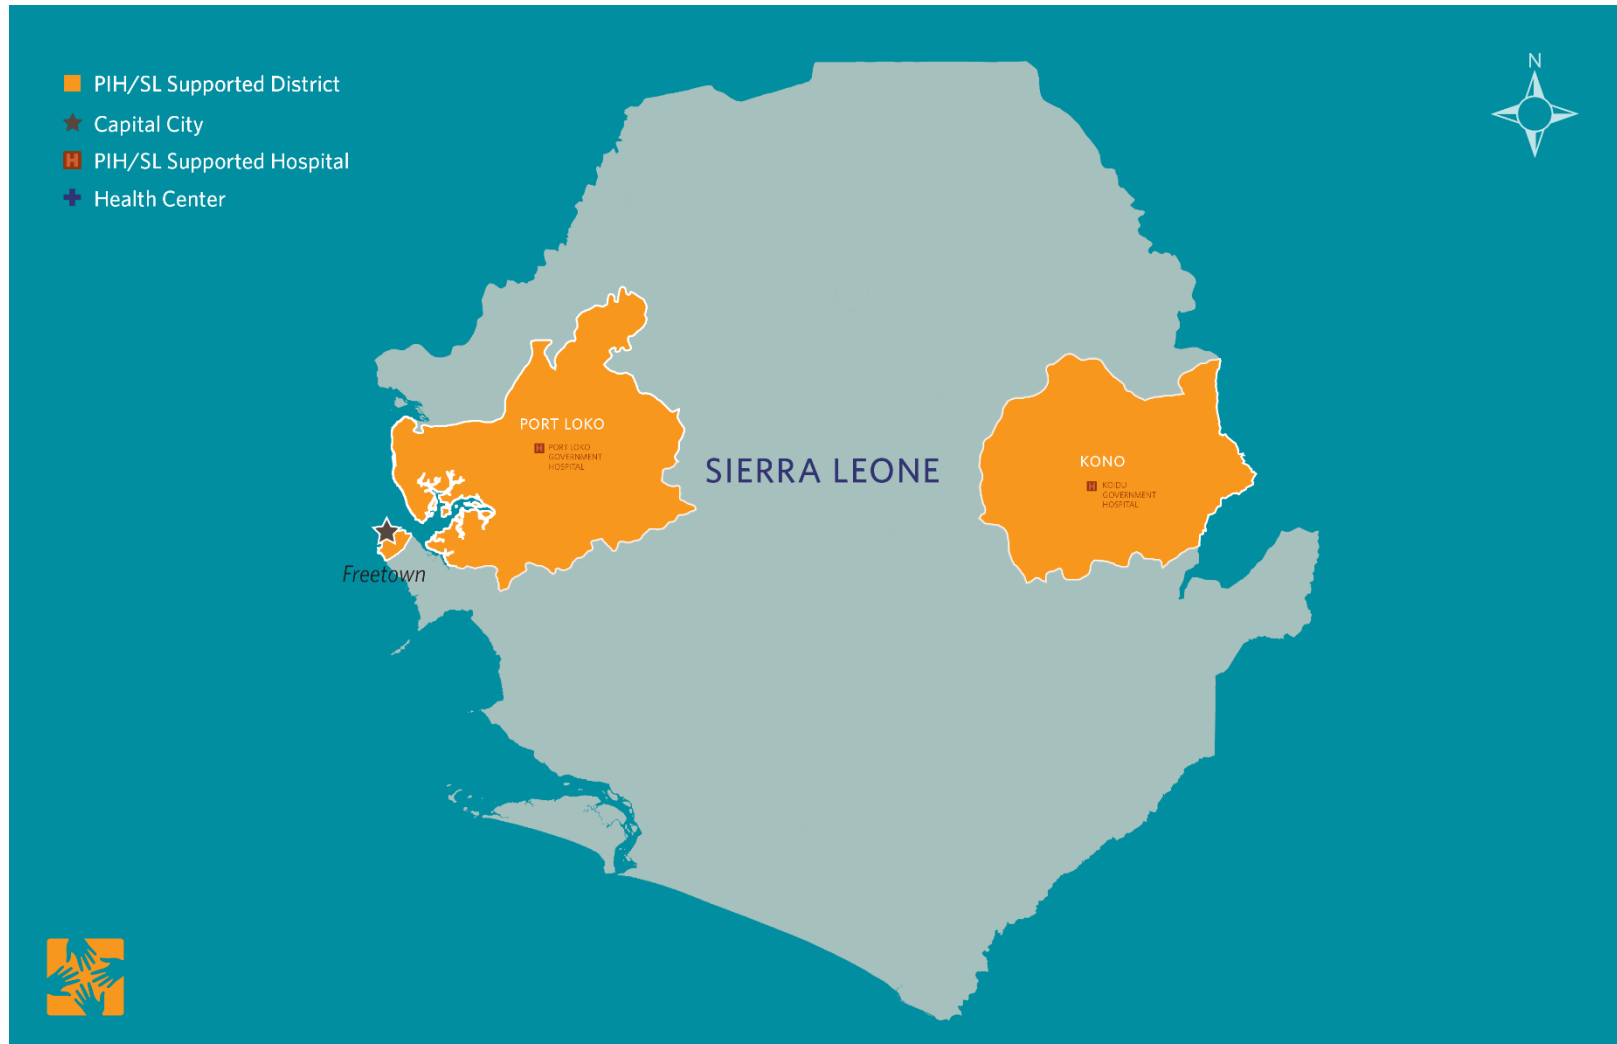 PIH/SL Supported District
Capital City
PIH/SL Supported Hospital
Health Center
N
PORT LOKO
PORT LOKO
GOVERNMENT
HOSPITAL
SIERRA LEONE
KONO
KOIDU
GOVERNMENT
HOSPITAL
Freetown